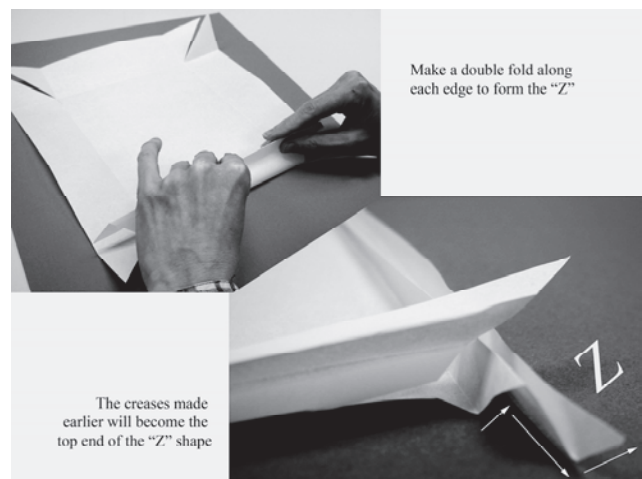 Make a double fold along
each edge to form the “Z”
Z
The creases made
earlier will become the
top end of the “Z” shape